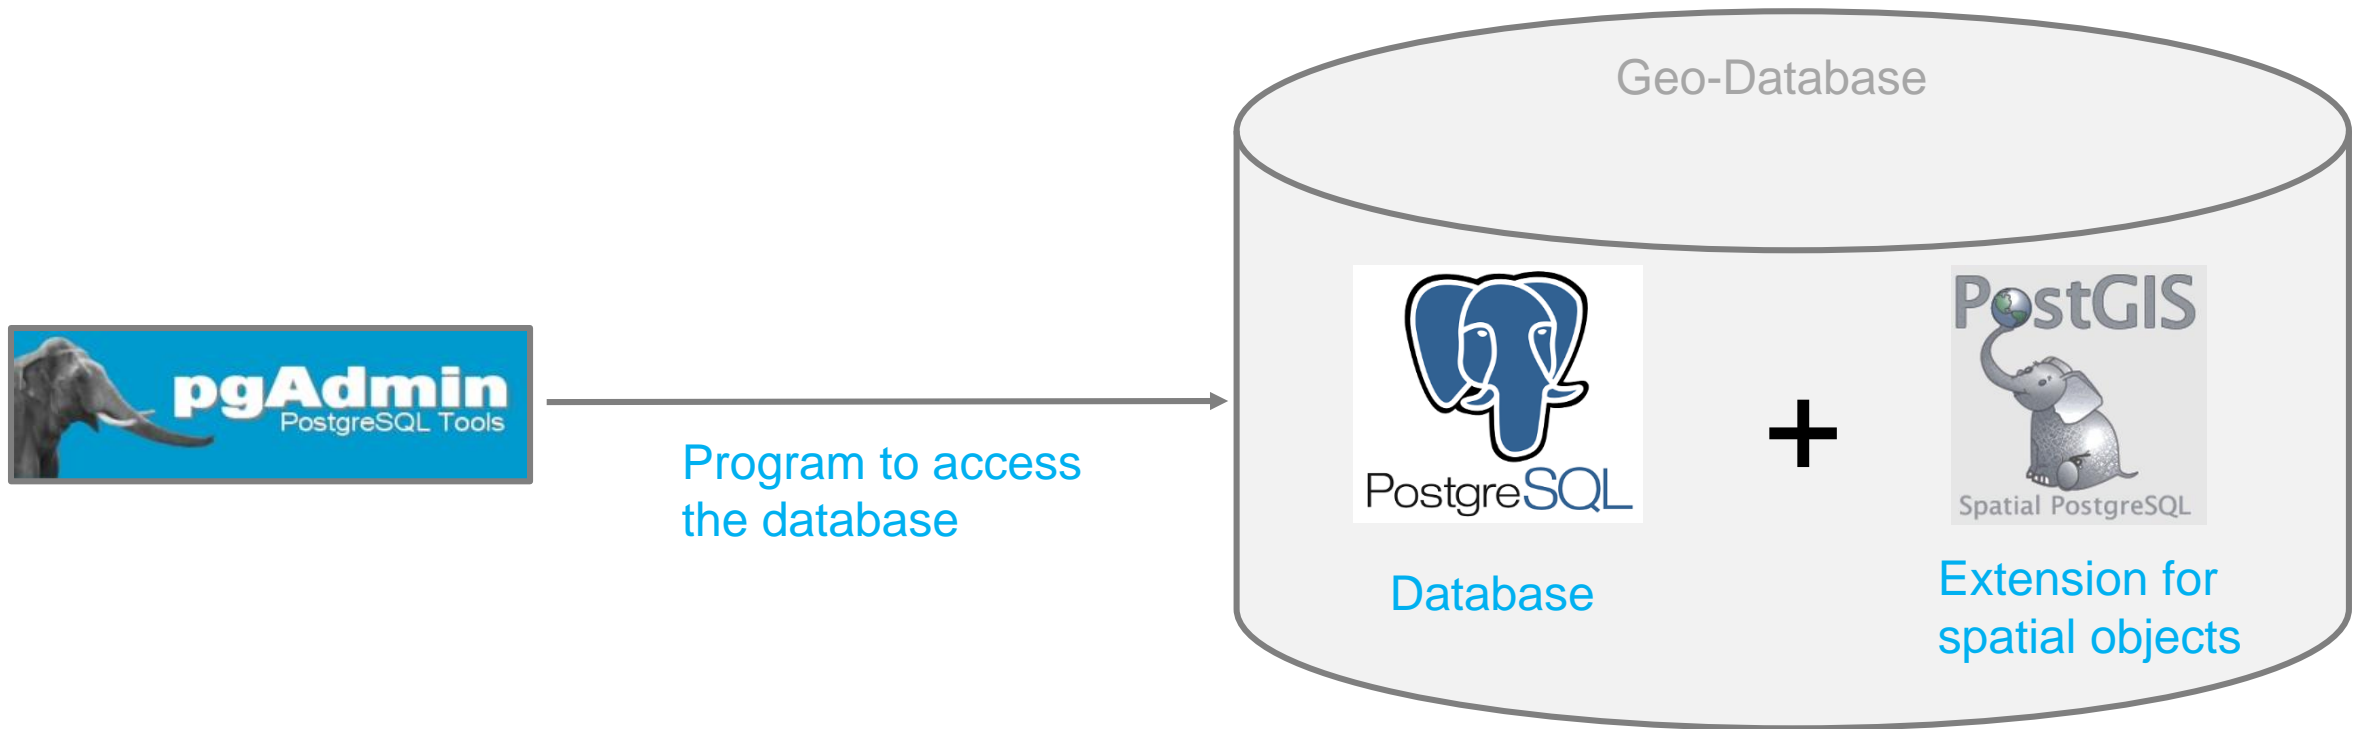 Geo-Database
pgAdmin
PostgreSQL Tools
Program to access
the database
PostgreSQL
Database
+
PostGIS
Spatial PostgreSQL
Extension for
spatial objects